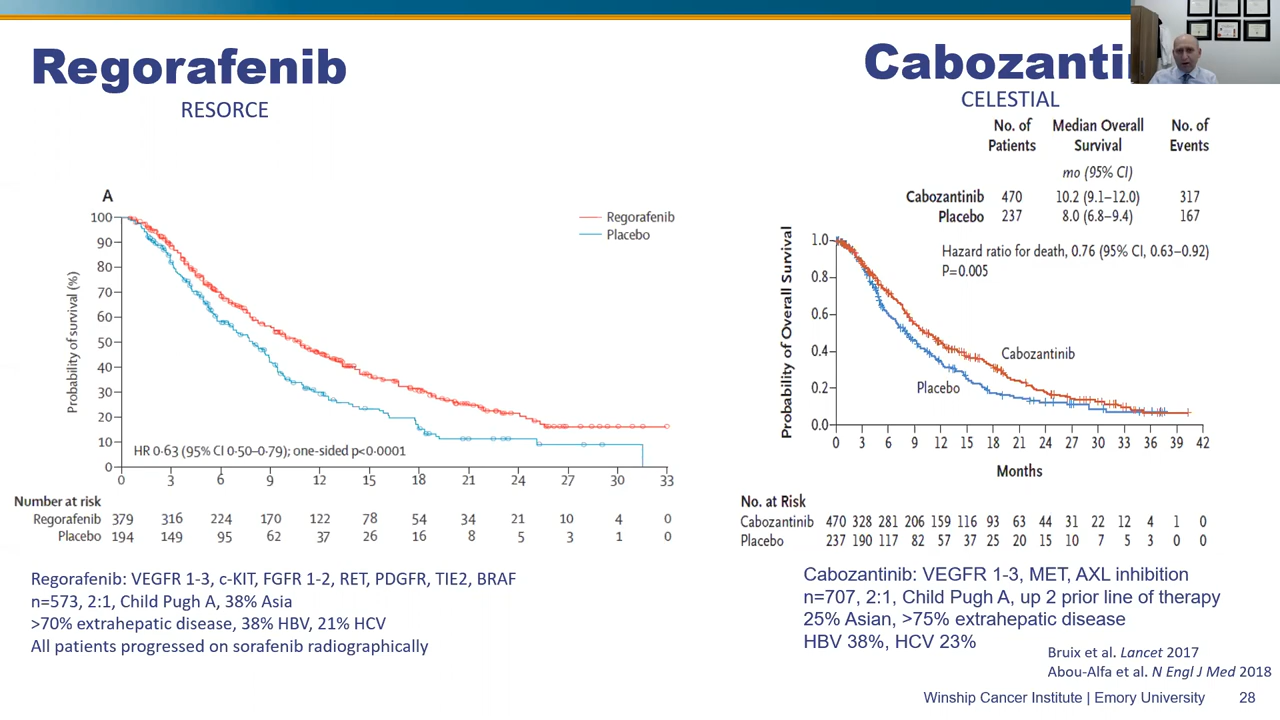 Regorafenib
RESORCE
A
Regorafenib
Placebo
Probability of survival (%)
100
90
80
70
60
50
40
30
20
10
0
HR 0·63 (95% CI 0·50–0·79); one-sided p<0·0001
0 3 6 9 12 15 18 21 24 27 30 33
Number at risk
Regorafenib 379 316 224 170 122 78 54 34 21 10 4 0
Placebo 194 149 95 62 37 26 16 8 5 3 1 0
Regorafenib: VEGFR 1-3, c-KIT, FGFR 1-2, RET, PDGFR, TIE2, BRAF
n=573, 2:1, Child Pugh A, 38% Asia
>70% extrahepatic disease, 38% HBV, 21% HCV
All patients progressed on sorafenib radiographically
Cabozanti
CELESTIAL
No. of Patients Median Overall Survival No. of Events
mo (95% CI)
Cabozantinib 470 10.2 (9.1–12.0) 317
Placebo 237 8.0 (6.8–9.4) 167
Hazard ratio for death, 0.76 (95% CI, 0.63–0.92)
P=0.005
Probability of Overall Survival
1.0
0.8
0.6
0.4
0.2
0.0
Cabozantinib
Placebo
0 3 6 9 12 15 18 21 24 27 30 33 36 39 42
Months
No. at Risk
Cabozantinib 470 328 281 206 159 116 93 63 44 31 22 12 4 1 0
Placebo 237 190 117 82 57 37 25 20 15 10 7 5 3 0 0
Cabozantinib: VEGFR 1-3, MET, AXL inhibition
n=707, 2:1, Child Pugh A, up 2 prior line of therapy
25% Asian, >75% extrahepatic disease
HBV 38%, HCV 23%
Bruix et al. Lancet 2017
Abou-Alfa et al. N Engl J Med 2018
Winship Cancer Institute | Emory University 28